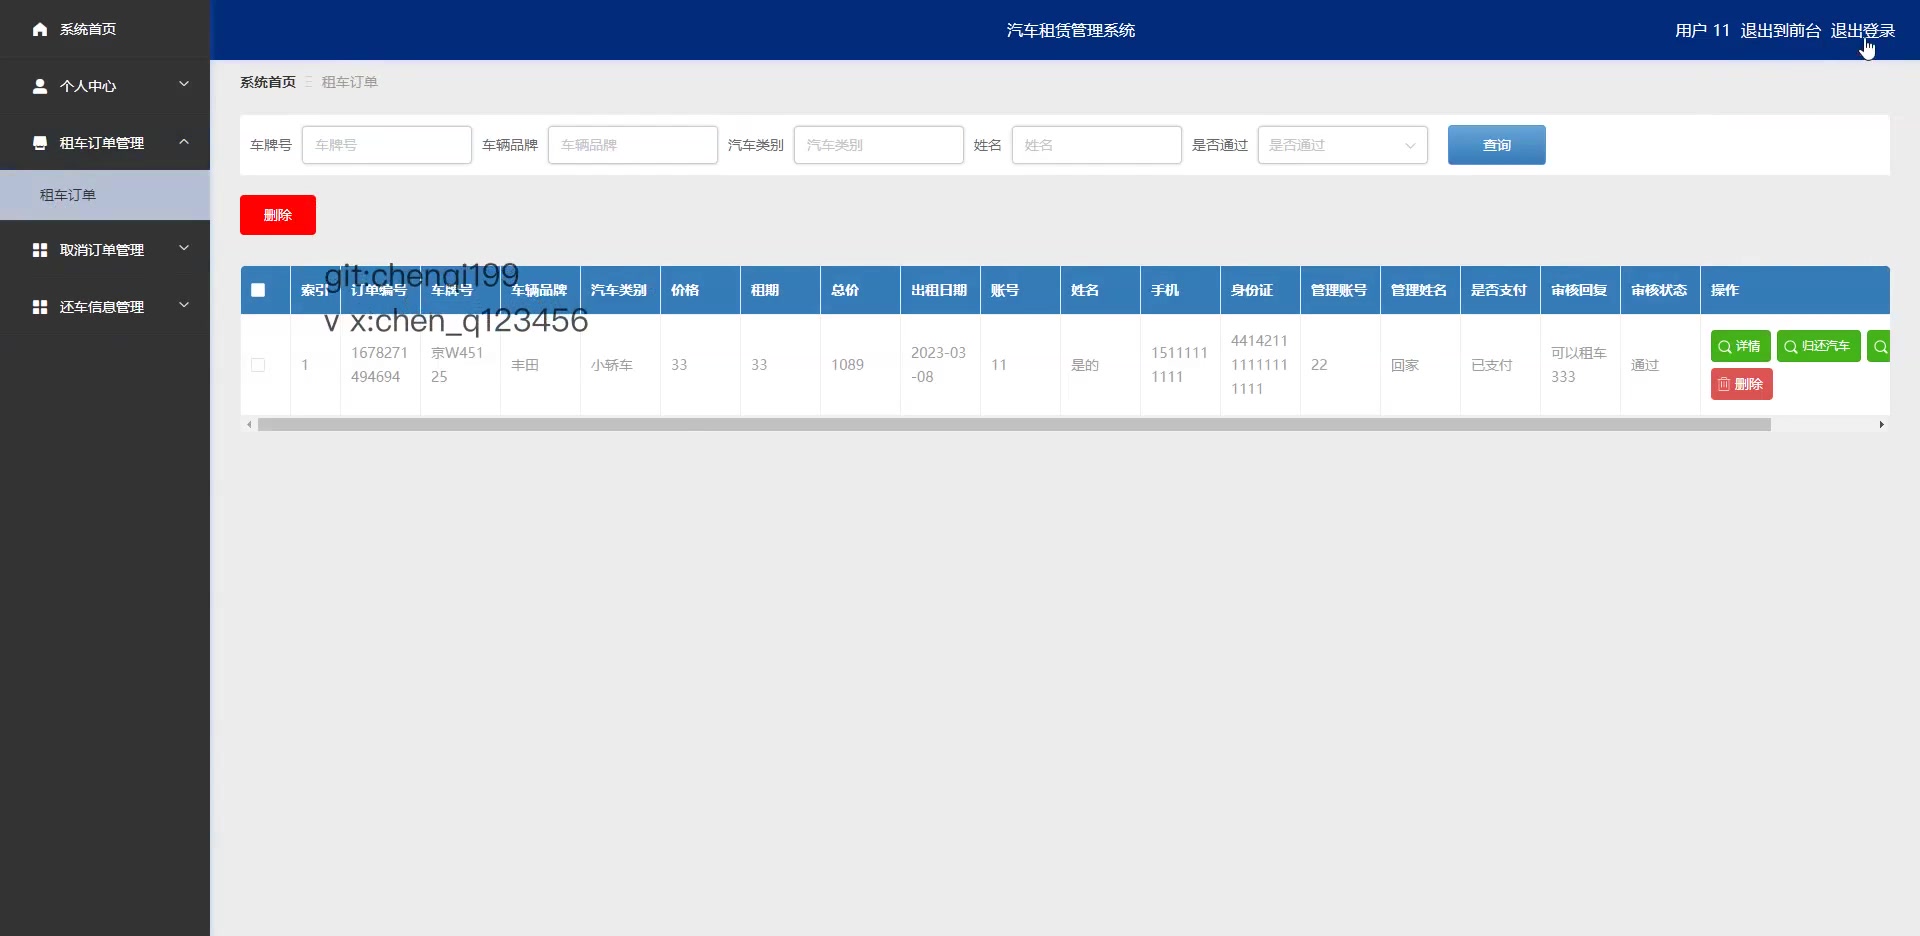 系统首页
个人中心
租车订单管理
租车订单
取消订单管理
还车信息管理
汽车租赁管理系统
用户 11 退出到前台 退出登录
系统首页 租车订单
车牌号 车牌号 车辆品牌 车辆品牌 汽车类别 汽车类别 姓名 姓名 是否通过 是否通过 查询
删除
git:chenqi199
索引 订单编号 车牌号 车辆品牌 汽车类别 价格 租期 总价 出租日期 账号 姓名 手机 身份证 管理账号 管理姓名 是否支付 审核回复 审核状态 操作
v x:chen_q123456
1 1678271494694 京W45125 丰田 小轿车 33 33 1089 2023-03-08 11 是的 15111111111 441421111111111111 22 回家 已支付 可以租车333 通过 详情 归还汽车
删除